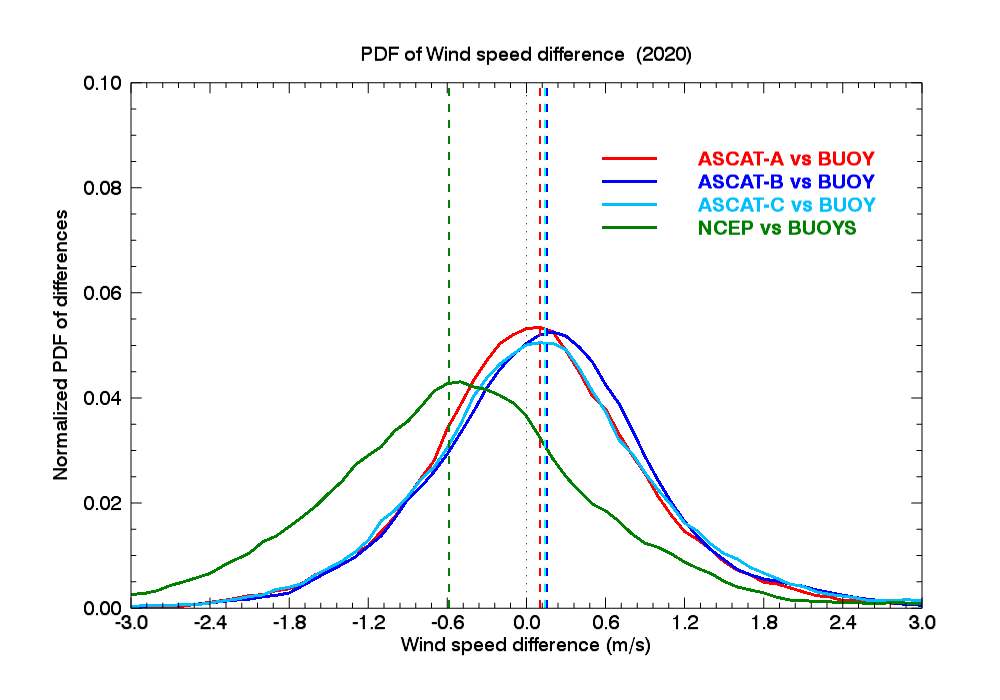 PDF of Wind speed difference (2020)
0.10
0.08
0.06
0.04
0.02
0.00
Normalized PDF of differences
ASCAT-A vs BUOY
ASCAT-B vs BUOY
ASCAT-C vs BUOY
NCEP vs BUOYS
-3.0 -2.4 -1.8 -1.2 -0.6 0.0 0.6 1.2 1.8 2.4 3.0
Wind speed difference (m/s)